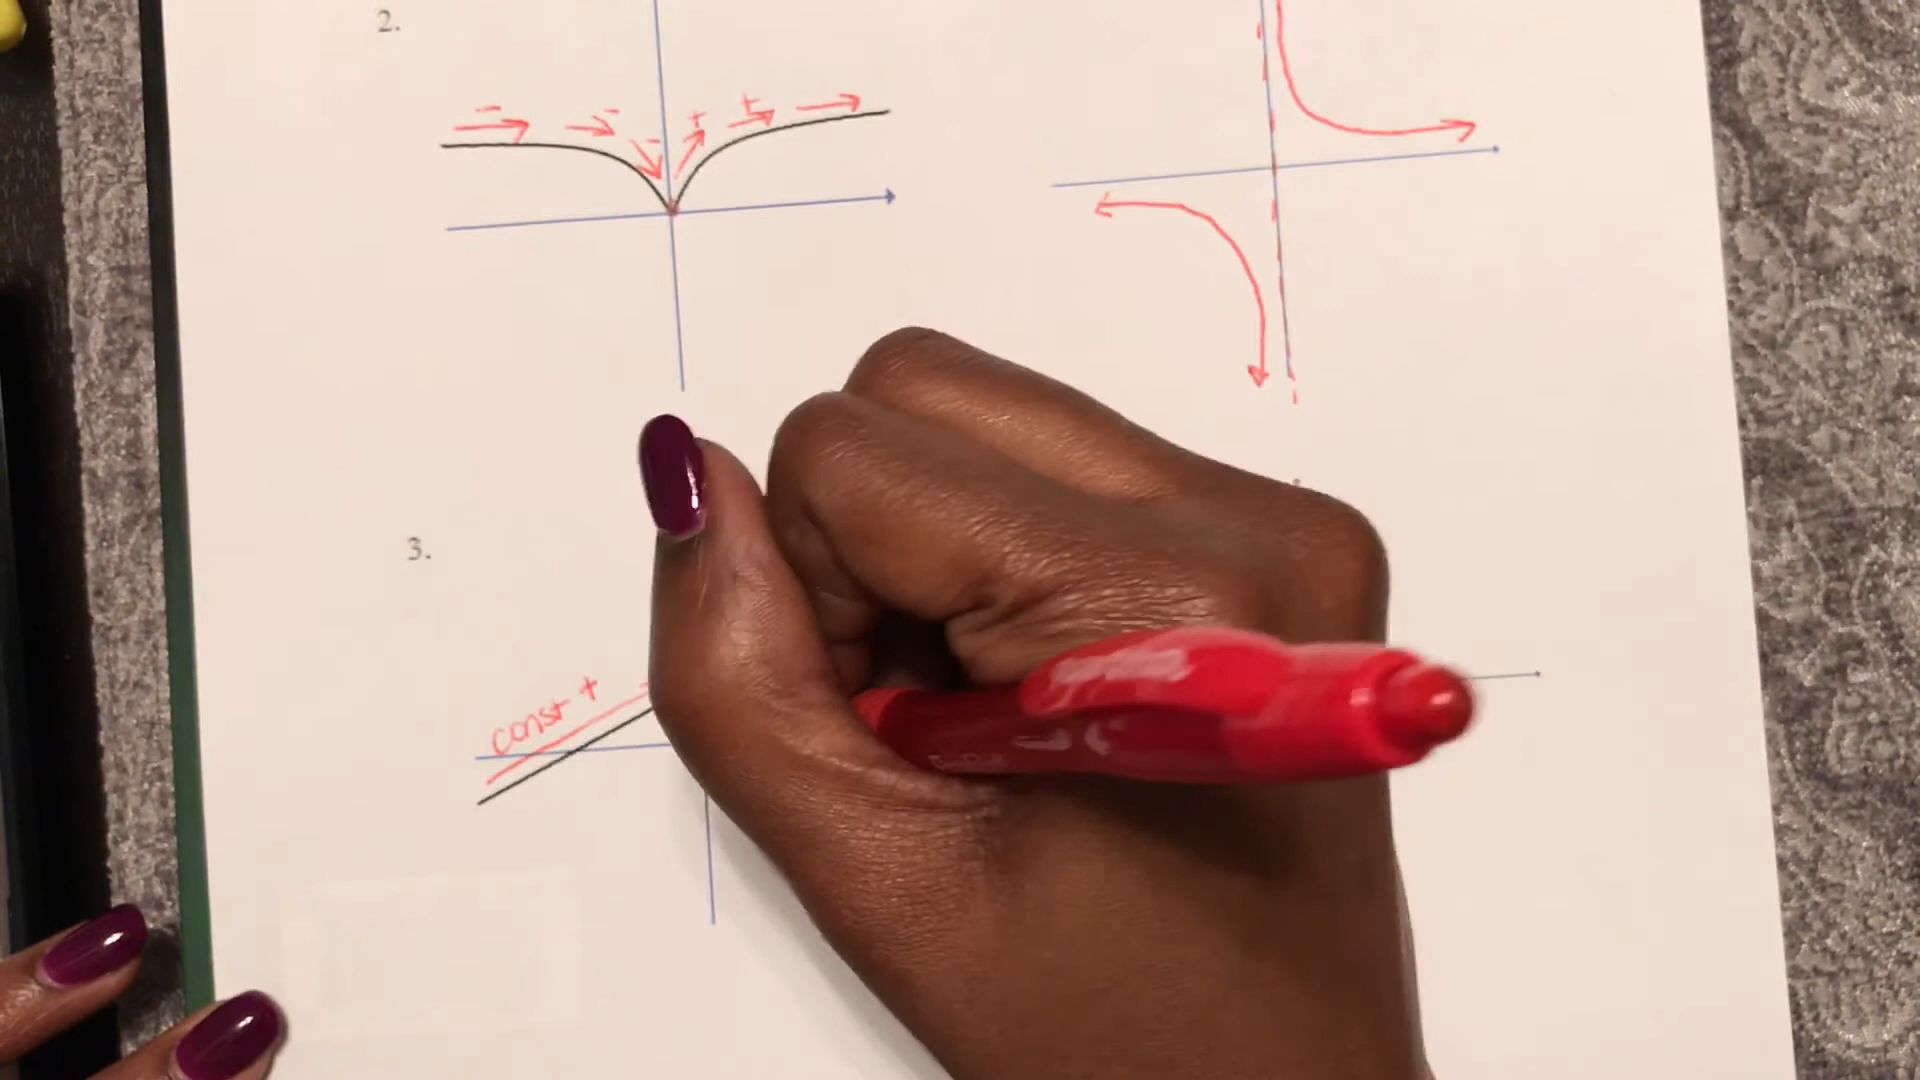 2.
- - - + + 
3.
const +